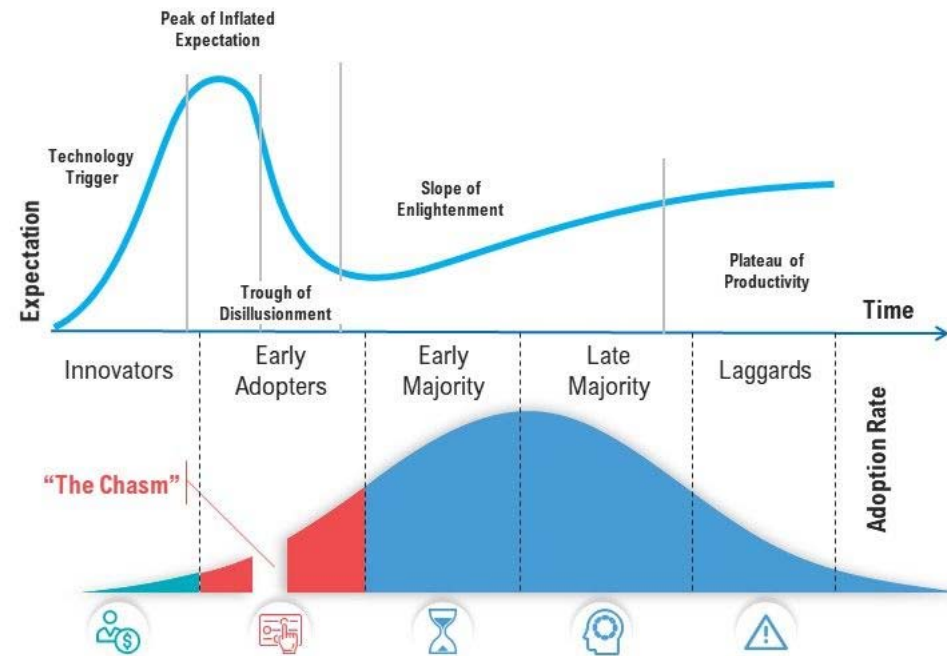 Peak of Inflated
Expectation
Technology
Trigger
Slope of
Enlightenment
Trough of
Disillusionment
Plateau of
Productivity
Expectation
Time
Innovators
Early
Adopters
Early
Majority
Late
Majority
Laggards
“The Chasm”
Adoption Rate
$